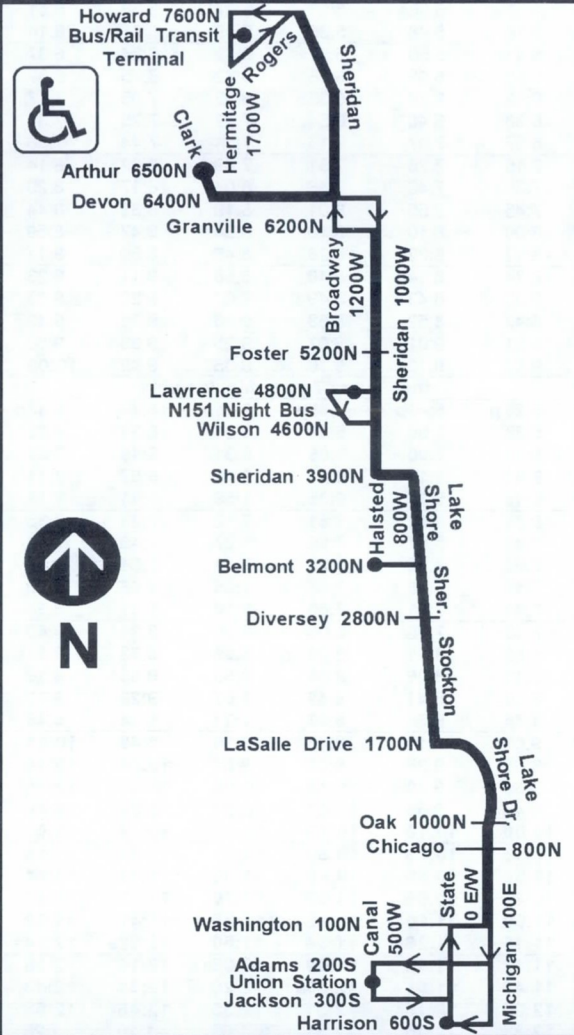 Howard 7600N
Bus/Rail Transit
Terminal
Hermitage
1700W
Rogers
Sheridan
Clark
Arthur 6500N
Devon 6400N
Granville 6200N
Broadway
1200W
Sheridan 1000W
Foster 5200N
Lawrence 4800N
N151 Night Bus
Wilson 4600N
Sheridan 3900N
Halsted
800W
Lake
Shore
Belmont 3200N
Sher.
Diversey 2800N
Stockton
N
LaSalle Drive 1700N
Lake
Shore Dr
Oak 1000N
Chicago
800N
State
0 E/W
Michigan 100E
Washington 100N
Canal
500W
Adams 200S
Union Station
Jackson 300S
Harrison 600S